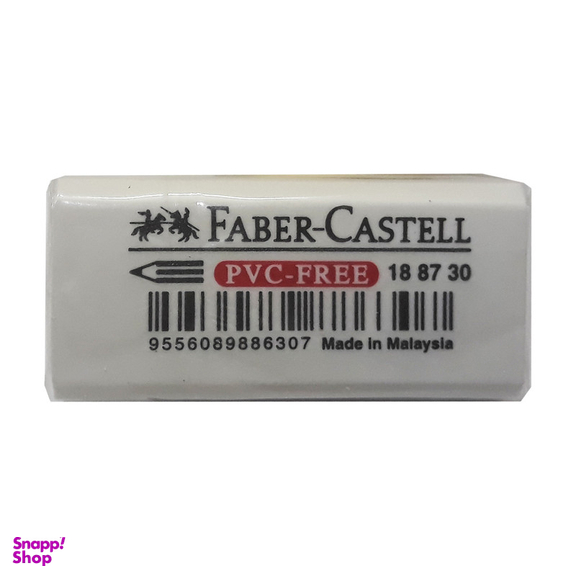 FABER-CASTELL
PVC-FREE 18 87 30
9556089886307 Made in Malaysia
Snapp!
Shop